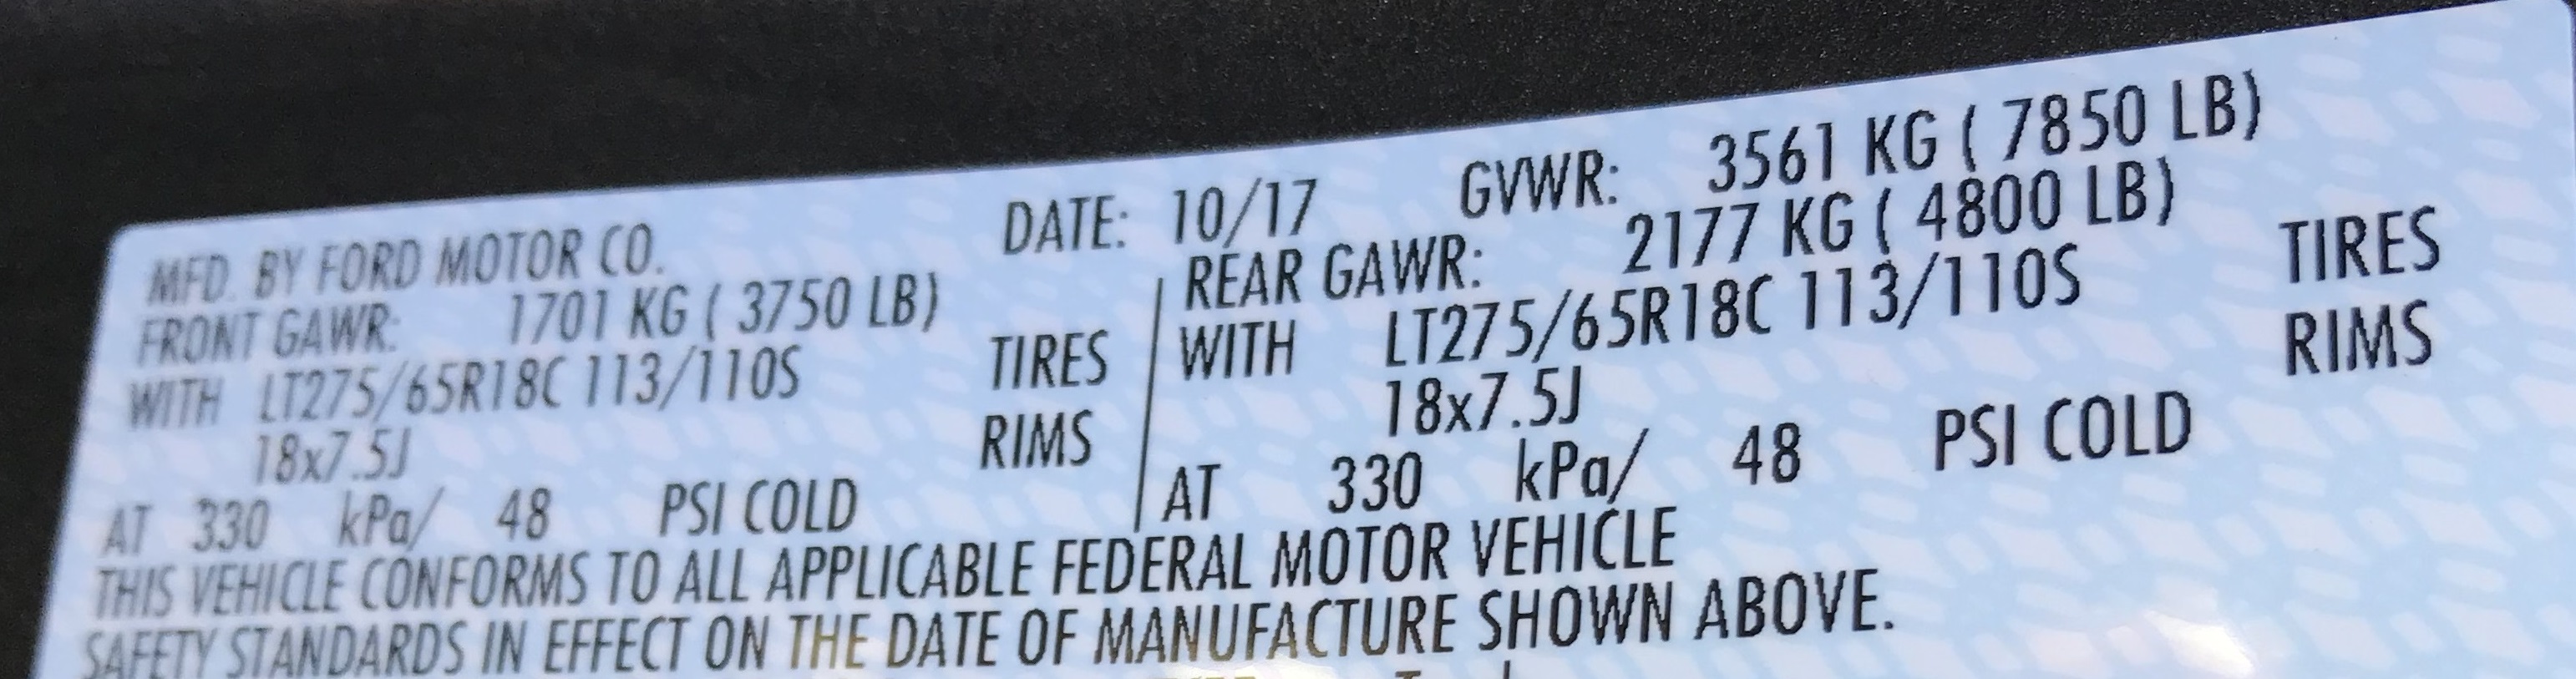 MFD. BY FORD MOTOR CO. DATE: 10/17 GVWR: 3561 KG ( 7850 LB)
FRONT GAWR: 1701 KG ( 3750 LB) REAR GAWR: 2177 KG ( 4800 LB)
WITH LT275/65R18C 113/110S TIRES WITH LT275/65R18C 113/110S TIRES
18x7.5J RIMS 18x7.5J RIMS
AT 330 kPa/ 48 PSI COLD AT 330 kPa/ 48 PSI COLD
THIS VEHICLE CONFORMS TO ALL APPLICABLE FEDERAL MOTOR VEHICLE
SAFETY STANDARDS IN EFFECT ON THE DATE OF MANUFACTURE SHOWN ABOVE.